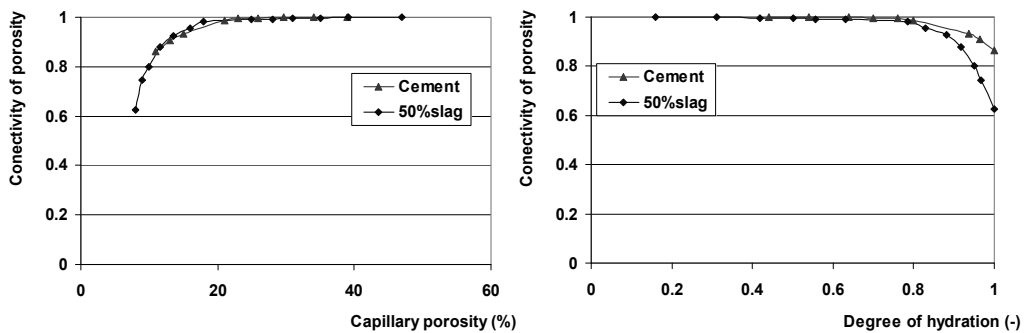 Conectivity of porosity
1
0.8
0.6
0.4
0.2
0
Cement
50%slag
0 20 40 60
Capillary porosity (%)
Conectivity of porosity
1
0.8
0.6
0.4
0.2
0
Cement
50%slag
0 0.2 0.4 0.6 0.8 1
Degree of hydration (-)